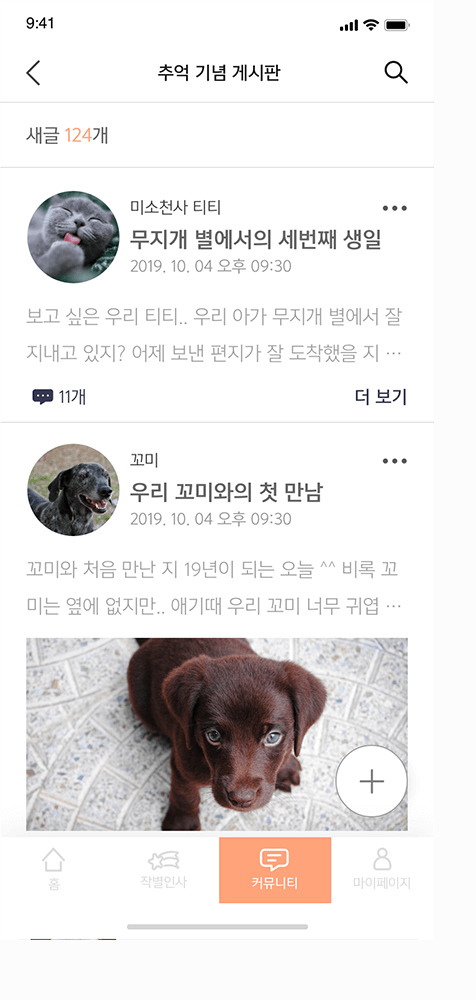 9:41
추억 기념 게시판
새글 124개
미소천사 티티
무지개 별에서의 세번째 생일
2019. 10. 04 오후 09:30
보고 싶은 우리 티티.. 우리 아가 무지개 별에서 잘
지내고 있지? 어제 보낸 편지가 잘 도착했을 지 ···
11개
더 보기
꼬미
우리 꼬미와의 첫 만남
2019. 10. 04 오후 09:30
꼬미와 처음 만난 지 19년이 되는 오늘 ^^ 비록 꼬
미는 옆에 없지만.. 애기때 우리 꼬미 너무 귀엽 ···
홈
작별인사
커뮤니티
마이페이지